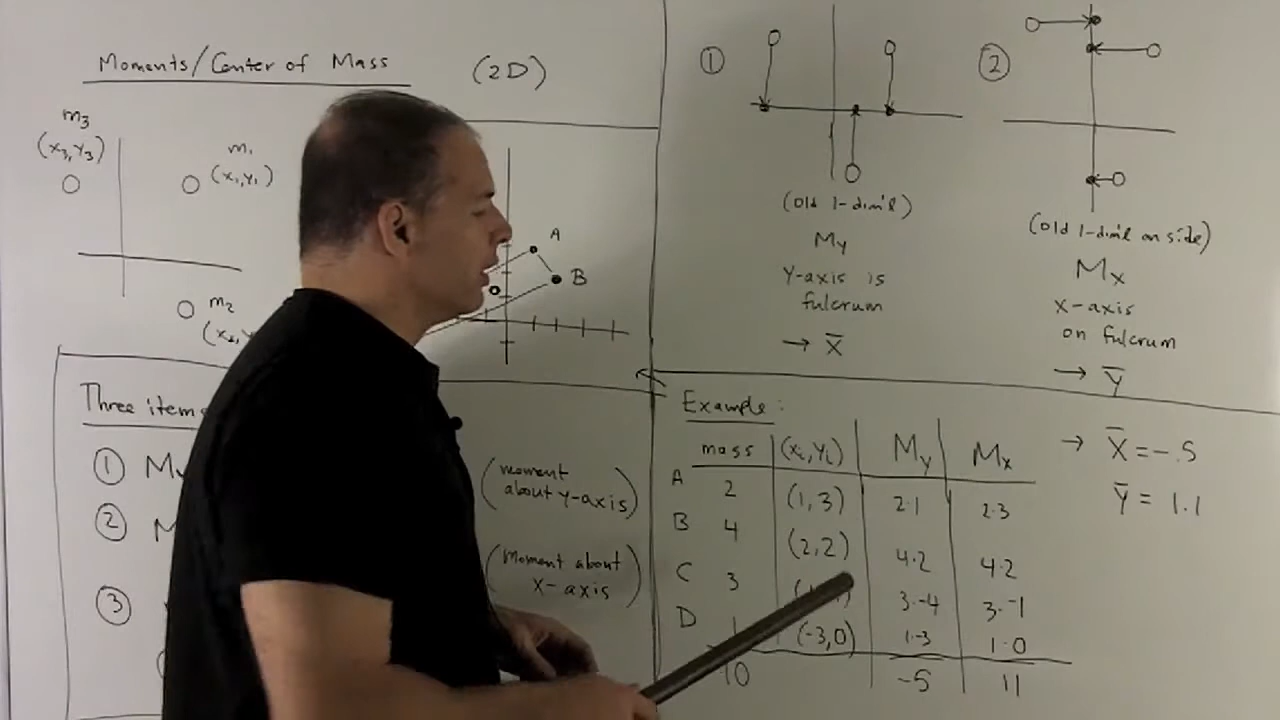 Moments/Center of Mass (2D)
m3
(x3,y3)
m1
(x1,y1)
m2
A
B
Three items
① M
② M
③
(moment
about y-axis)
(Moment about
x-axis)
①
(old 1-dim'l)
My
Y-axis is
fulcrum
→ X̅
②
(old 1-dim'l on side)
Mx
x-axis
on fulcrum
→ Y̅
Example:
mass (xi,yi) My Mx
A 2 (1,3) 2·1 2·3
B 4 (2,2) 4·2 4·2
C 3 3·-4 3·-1
D 1 (-3,0) 1·-3 1·0
10 -5 11
→ X̅ = -.5
Y̅ = 1.1